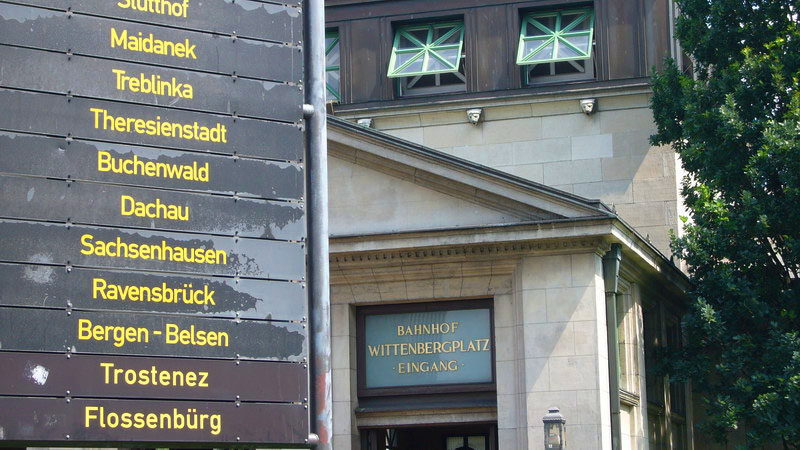 Stutthof
Maidanek
Treblinka
Theresienstadt
Buchenwald
Dachau
Sachsenhausen
Ravensbrück
Bergen-Belsen
Trostenez
Flossenbürg
BAHNHOF
WITTENBERGPLATZ
·EINGANG·